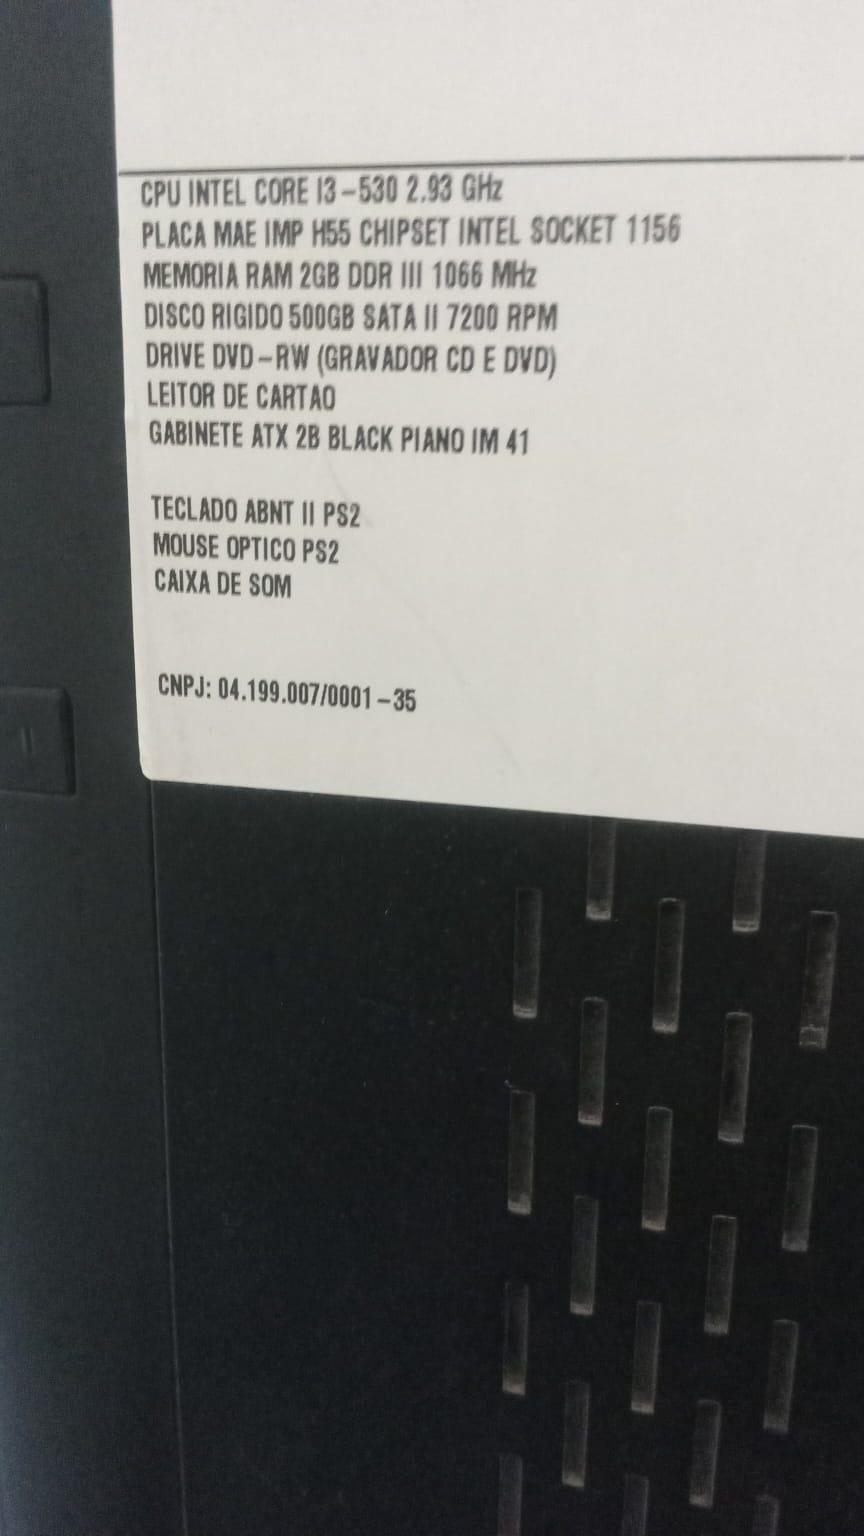 CPU INTEL CORE I3-530 2.93 GHz
PLACA MAE IMP H55 CHIPSET INTEL SOCKET 1156
MEMORIA RAM 2GB DDR III 1066 MHz
DISCO RIGIDO 500GB SATA II 7200 RPM
DRIVE DVD-RW (GRAVADOR CD E DVD)
LEITOR DE CARTAO
GABINETE ATX 2B BLACK PIANO IM 41
TECLADO ABNT II PS2
MOUSE OPTICO PS2
CAIXA DE SOM
CNPJ: 04.199.007/0001-35